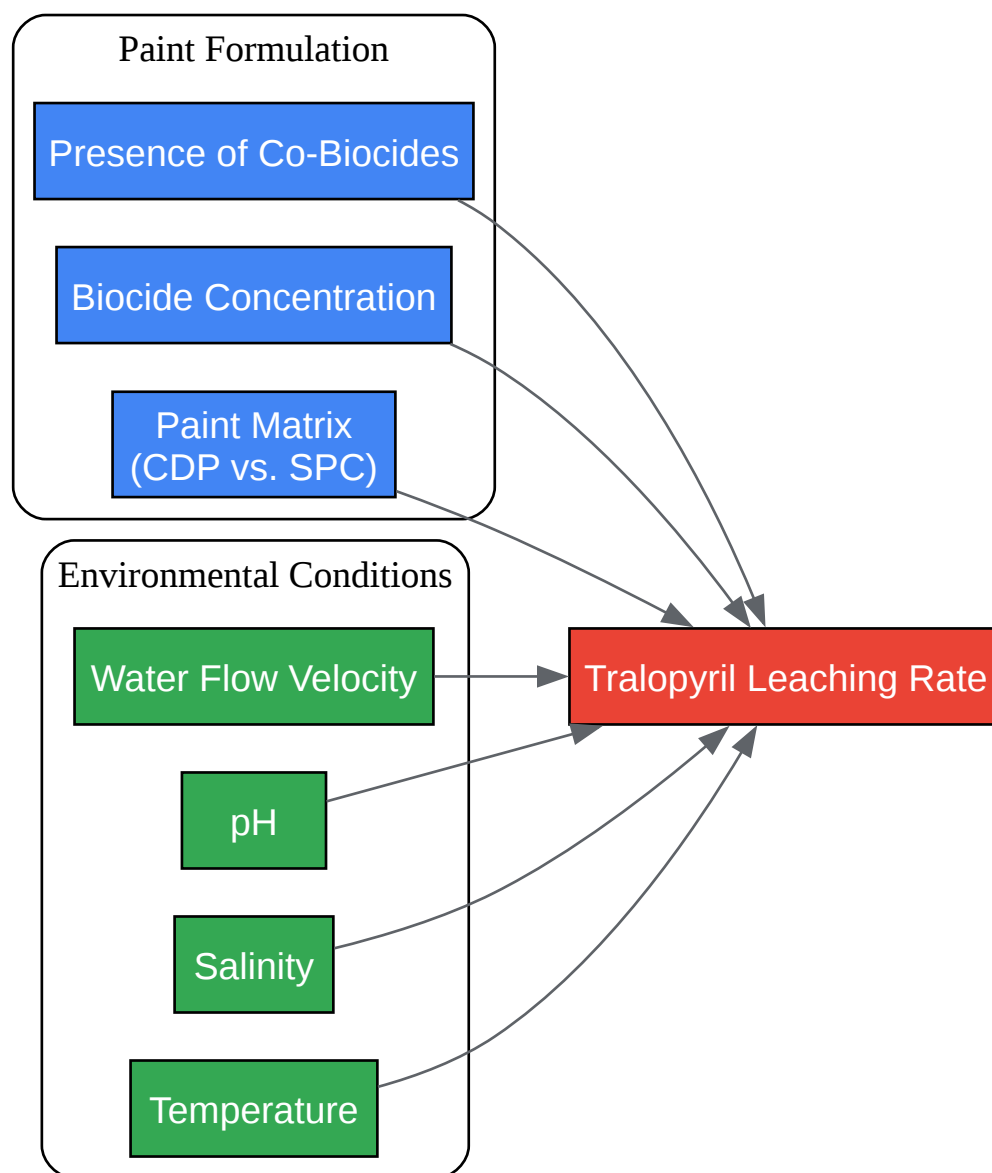 Paint Formulation
Presence of Co-Biocides
Biocide Concentration
Paint Matrix
(CDP vs. SPC)
Environmental Conditions
Water Flow Velocity
Tralopyril Leaching Rate
pH
Salinity
Temperature